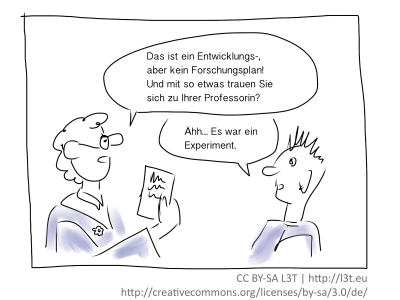 Das ist ein Entwicklungs-,
aber kein Forschungsplan!
Und mit so etwas trauen Sie
sich zu Ihrer Professorin?
Ähh... Es war ein
Experiment.
CC BY-SA L3T | http://l3t.eu
http://creativecommons.org/licenses/by-sa/3.0/de/